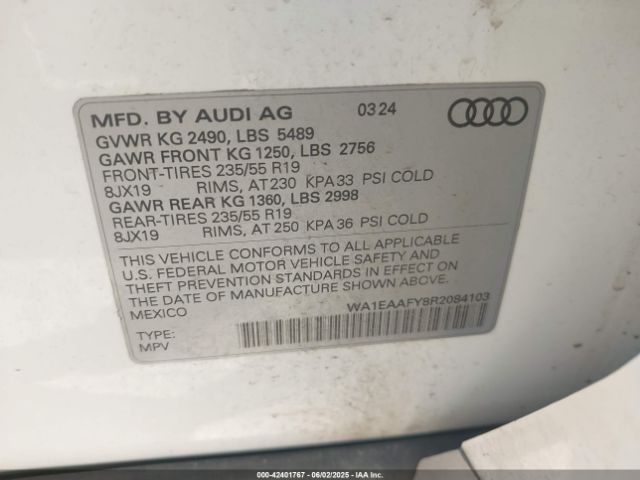 MFD. BY AUDI AG 03 24
GVWR KG 2490, LBS 5489
GAWR FRONT KG 1250, LBS 2756
FRONT-TIRES 235/55 R19
8JX19 RIMS, AT 230 KPA 33 PSI COLD
GAWR REAR KG 1360, LBS 2998
REAR-TIRES 235/55 R19
8JX19 RIMS, AT 250 KPA 36 PSI COLD
THIS VEHICLE CONFORMS TO ALL APPLICABLE
U.S. FEDERAL MOTOR VEHICLE SAFETY AND
THEFT PREVENTION STANDARDS IN EFFECT ON
THE DATE OF MANUFACTURE SHOWN ABOVE.
MEXICO WA1EAAFY8R2084103
TYPE:
MPV
000-42401767 | 06/02/2025 - IAA Inc.